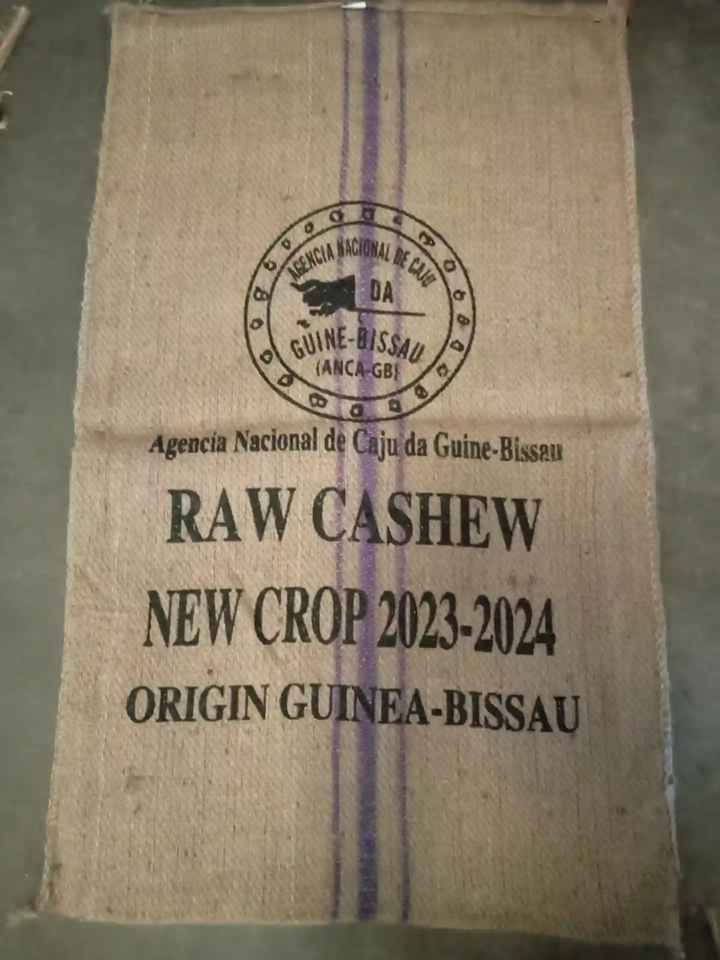 AGENCIA NACIONAL DE CAJU
DA
GUINE-BISSAU
(ANCA-GB)
Agencia Nacional de Caju da Guine-Bissau
RAW CASHEW
NEW CROP 2023-2024
ORIGIN GUINEA-BISSAU